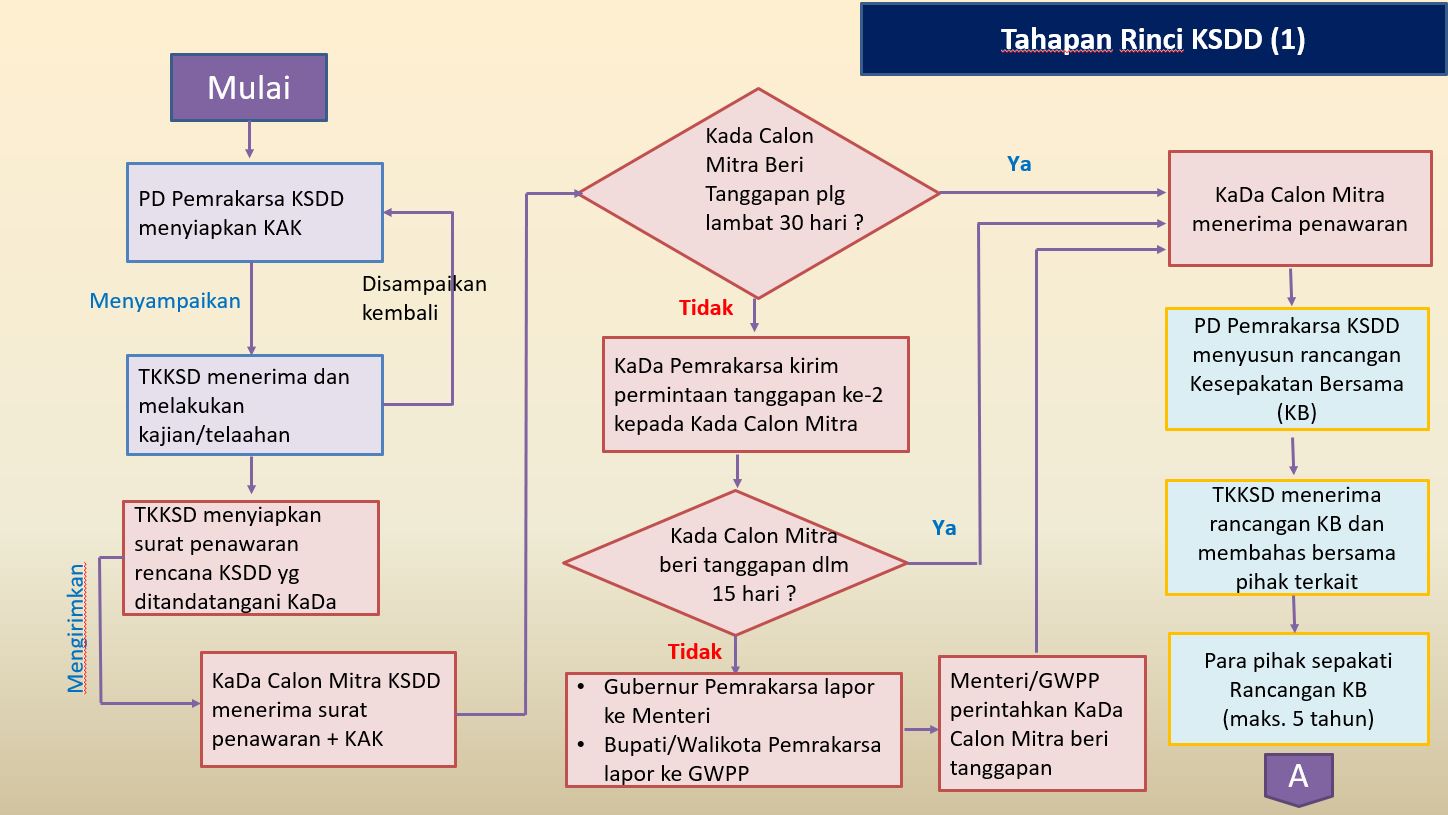 Tahapan Rinci KSDD (1)
Mulai
PD Pemrakarsa KSDD
menyiapkan KAK
Menyampaikan
Disampaikan
kembali
TKKSD menerima dan
melakukan
kajian/telaahan
TKKSD menyiapkan
surat penawaran
rencana KSDD yg
ditandatangani KaDa
Mengirimkan
KaDa Calon Mitra KSDD
menerima surat
penawaran + KAK
Kada Calon
Mitra Beri
Tanggapan plg
lambat 30 hari ?
Ya
Tidak
KaDa Pemrakarsa kirim
permintaan tanggapan ke-2
kepada Kada Calon Mitra
Kada Calon Mitra
beri tanggapan dlm
15 hari ?
Ya
Tidak
• Gubernur Pemrakarsa lapor
ke Menteri
• Bupati/Walikota Pemrakarsa
lapor ke GWPP
Menteri/GWPP
perintahkan KaDa
Calon Mitra beri
tanggapan
KaDa Calon Mitra
menerima penawaran
PD Pemrakarsa KSDD
menyusun rancangan
Kesepakatan Bersama
(KB)
TKKSD menerima
rancangan KB dan
membahas bersama
pihak terkait
Para pihak sepakati
Rancangan KB
(maks. 5 tahun)
A